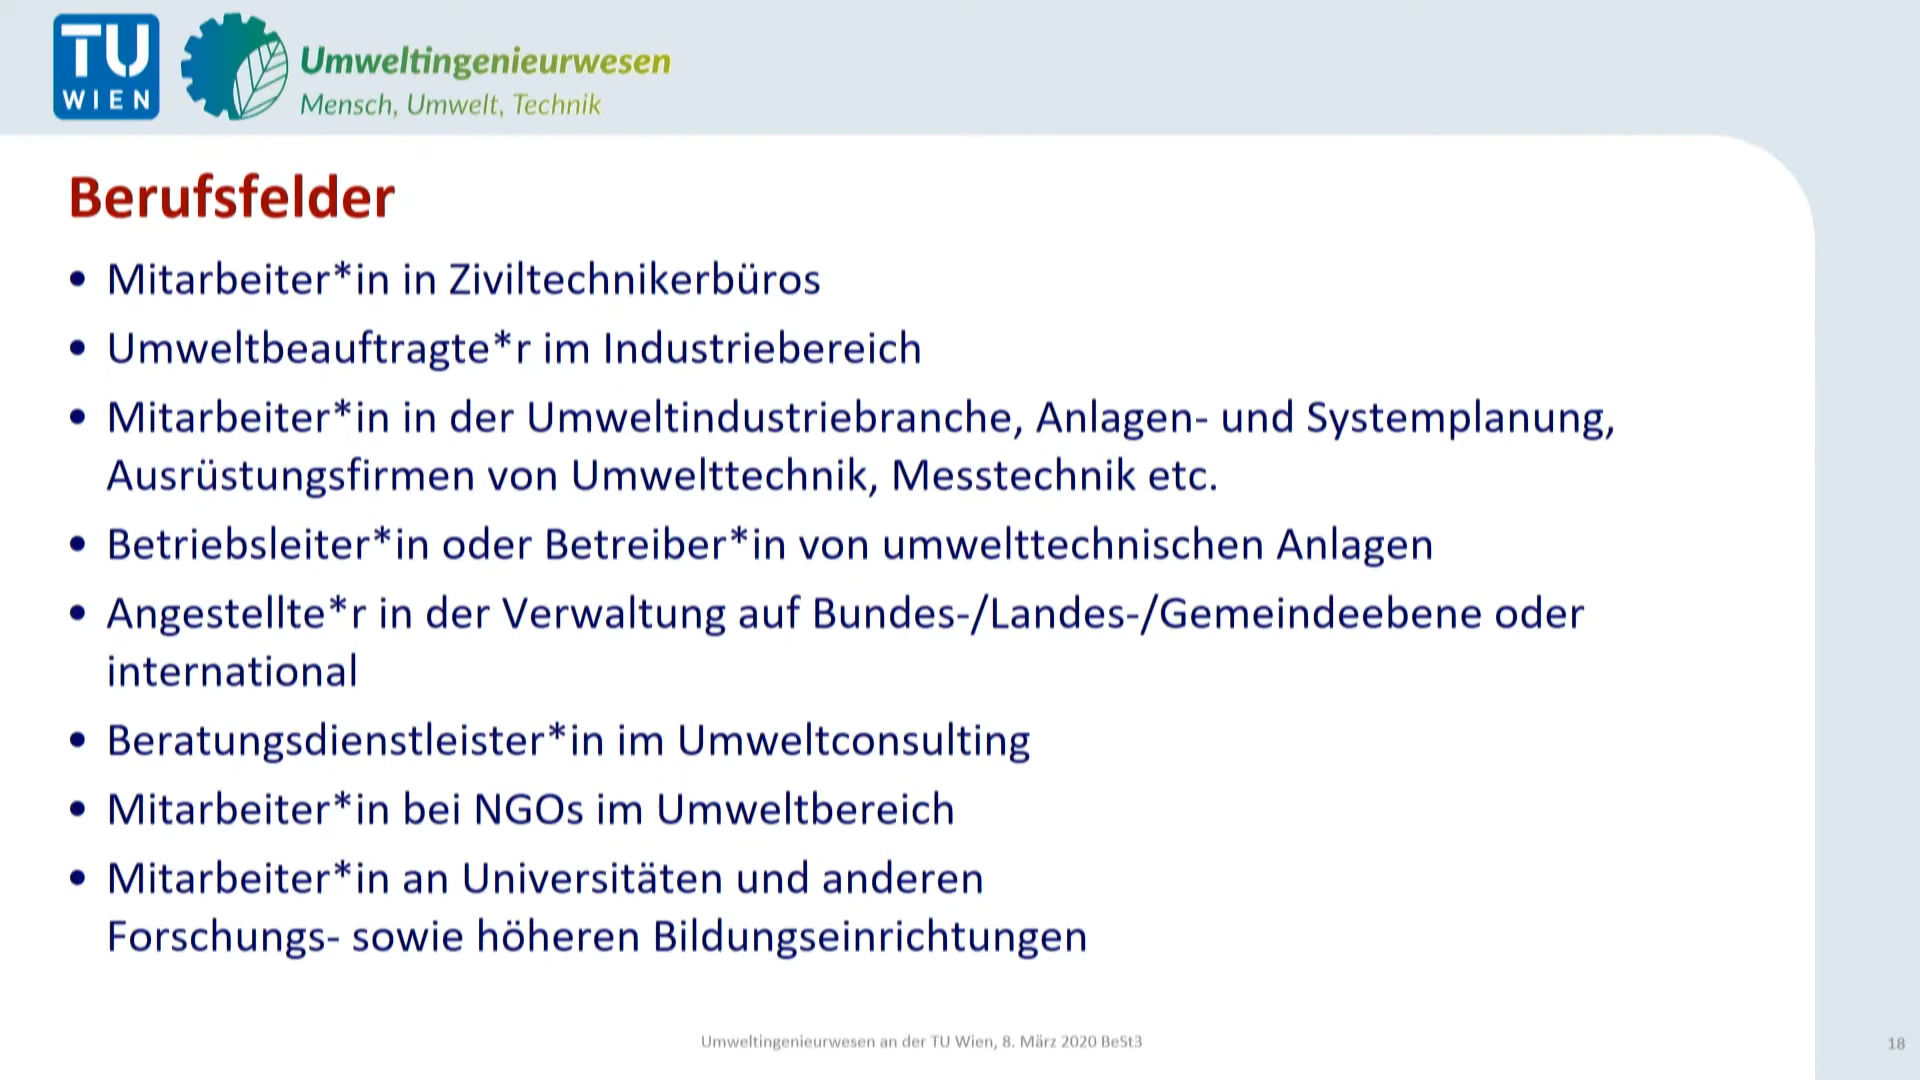 TU
WIEN
Umweltingenieurwesen
Mensch, Umwelt, Technik
Berufsfelder
• Mitarbeiter*in in Ziviltechnikerbüros
• Umweltbeauftragte*r im Industriebereich
• Mitarbeiter*in in der Umweltindustriebranche, Anlagen- und Systemplanung,
Ausrüstungsfirmen von Umwelttechnik, Messtechnik etc.
• Betriebsleiter*in oder Betreiber*in von umwelttechnischen Anlagen
• Angestellte*r in der Verwaltung auf Bundes-/Landes-/Gemeindeebene oder
international
• Beratungsdienstleister*in im Umweltconsulting
• Mitarbeiter*in bei NGOs im Umweltbereich
• Mitarbeiter*in an Universitäten und anderen
Forschungs- sowie höheren Bildungseinrichtungen
Umweltingenieurwesen an der TU Wien, 8. März 2020 BeSt3
18